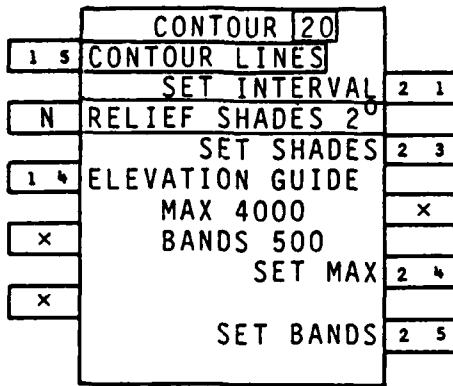 CONTOUR 20
1 5 CONTOUR LINES
SET INTERVAL 2 1
N RELIEF SHADES 2°
SET SHADES 2 3
1 4 ELEVATION GUIDE
MAX 4000 ×
× BANDS 500
SET MAX 2 4
×
SET BANDS 2 5